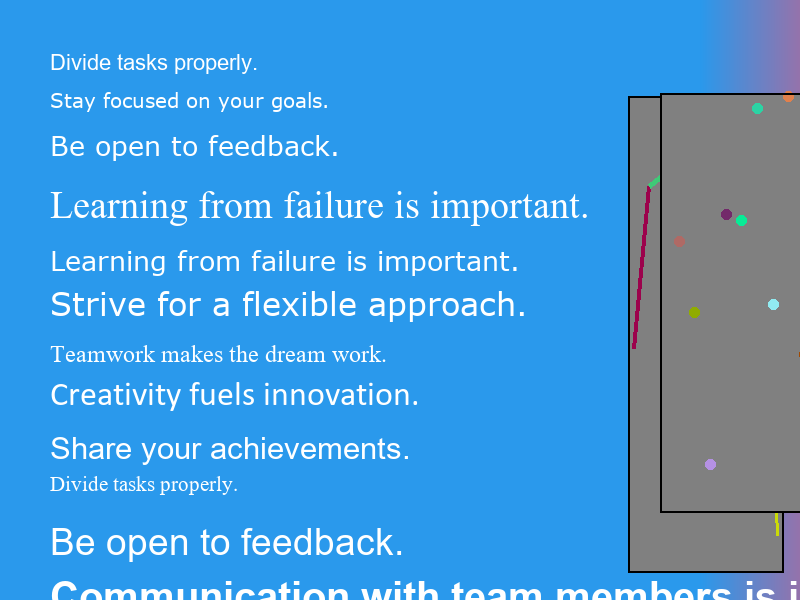 Divide tasks properly.
Stay focused on your goals.
Be open to feedback.
Learning from failure is important.
Learning from failure is important.
Strive for a flexible approach.
Teamwork makes the dream work.
Creativity fuels innovation.
Share your achievements.
Divide tasks properly.
Be open to feedback.
Communication with team members is